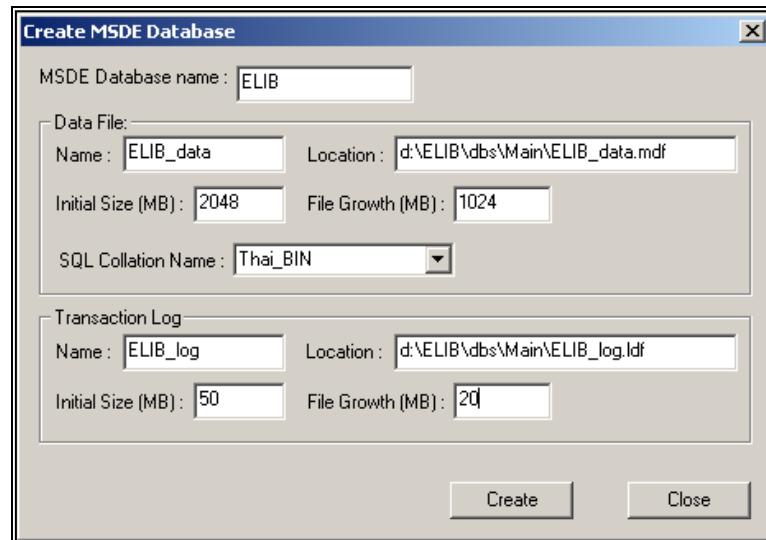 Create MSDE Database
MSDE Database name : ELIB
Data File:
Name : ELIB_data Location : d:\ELIB\dbs\Main\ELIB_data.mdf
Initial Size (MB) : 2048 File Growth (MB) : 1024
SQL Collation Name : Thai_BIN
Transaction Log
Name : ELIB_log Location : d:\ELIB\dbs\Main\ELIB_log.ldf
Initial Size (MB) : 50 File Growth (MB) : 20
Create Close